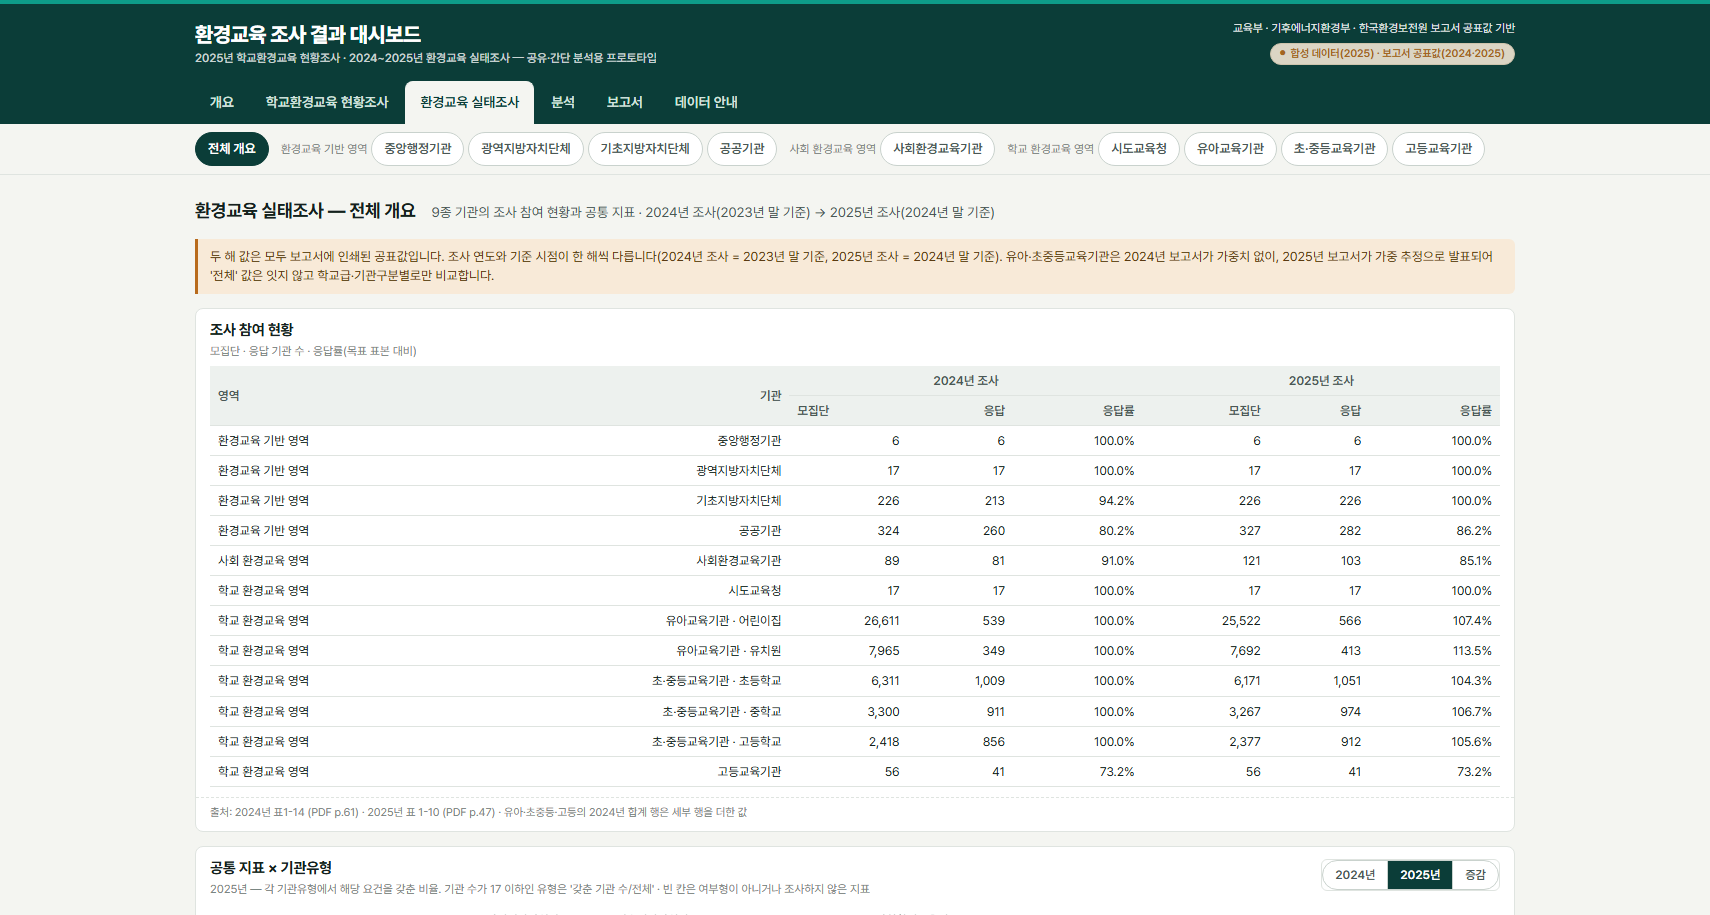 환경교육 조사 결과 대시보드
2025년 학교환경교육 현황조사 · 2024~2025년 환경교육 실태조사 — 공유·간단 분석용 프로토타입
교육부 · 기후에너지환경부 · 한국환경보전원 보고서 공표값 기반
합성 데이터(2025) · 보고서 공표값(2024·2025)
개요 학교환경교육 현황조사 환경교육 실태조사 분석 보고서 데이터 안내
전체 개요 환경교육 기반 영역 중앙행정기관 광역지방자치단체 기초지방자치단체 공공기관 사회 환경교육 영역 사회환경교육기관 학교 환경교육 영역 시도교육청 유아교육기관 초·중등교육기관 고등교육기관
환경교육 실태조사 — 전체 개요 9종 기관의 조사 참여 현황과 공통 지표 · 2024년 조사(2023년 말 기준) → 2025년 조사(2024년 말 기준)
두 해 값은 모두 보고서에 인쇄된 공표값입니다. 조사 연도와 기준 시점이 한 해씩 다릅니다(2024년 조사 = 2023년 말 기준, 2025년 조사 = 2024년 말 기준). 유아·초중등교육기관은 2024년 보고서가 가중치 없이, 2025년 보고서가 가중 추정으로 발표되어
'전체' 값은 잇지 않고 학교급·기관구분별로만 비교합니다.
조사 참여 현황
모집단 · 응답 기관 수 · 응답률(목표 표본 대비)
영역 기관 2024년 조사 2025년 조사
모집단 응답 응답률 모집단 응답 응답률
환경교육 기반 영역 중앙행정기관 6 6 100.0% 6 6 100.0%
환경교육 기반 영역 광역지방자치단체 17 17 100.0% 17 17 100.0%
환경교육 기반 영역 기초지방자치단체 226 213 94.2% 226 226 100.0%
환경교육 기반 영역 공공기관 324 260 80.2% 327 282 86.2%
사회 환경교육 영역 사회환경교육기관 89 81 91.0% 121 103 85.1%
학교 환경교육 영역 시도교육청 17 17 100.0% 17 17 100.0%
학교 환경교육 영역 유아교육기관 · 어린이집 26,611 539 100.0% 25,522 566 107.4%
학교 환경교육 영역 유아교육기관 · 유치원 7,965 349 100.0% 7,692 413 113.5%
학교 환경교육 영역 초·중등교육기관 · 초등학교 6,311 1,009 100.0% 6,171 1,051 104.3%
학교 환경교육 영역 초·중등교육기관 · 중학교 3,300 911 100.0% 3,267 974 106.7%
학교 환경교육 영역 초·중등교육기관 · 고등학교 2,418 856 100.0% 2,377 912 105.6%
학교 환경교육 영역 고등교육기관 56 41 73.2% 56 41 73.2%
출처: 2024년 표1-14 (PDF p.61) · 2025년 표 1-10 (PDF p.47) · 유아·초중등·고등의 2024년 합계 행은 세부 행을 더한 값
공통 지표 × 기관유형
2025년 — 각 기관유형에서 해당 요건을 갖춘 비율. 기관 수가 17 이하인 유형은 '갖춘 기관 수/전체' · 빈 칸은 여부형이 아니거나 조사하지 않은 지표
2024년 2025년 증감